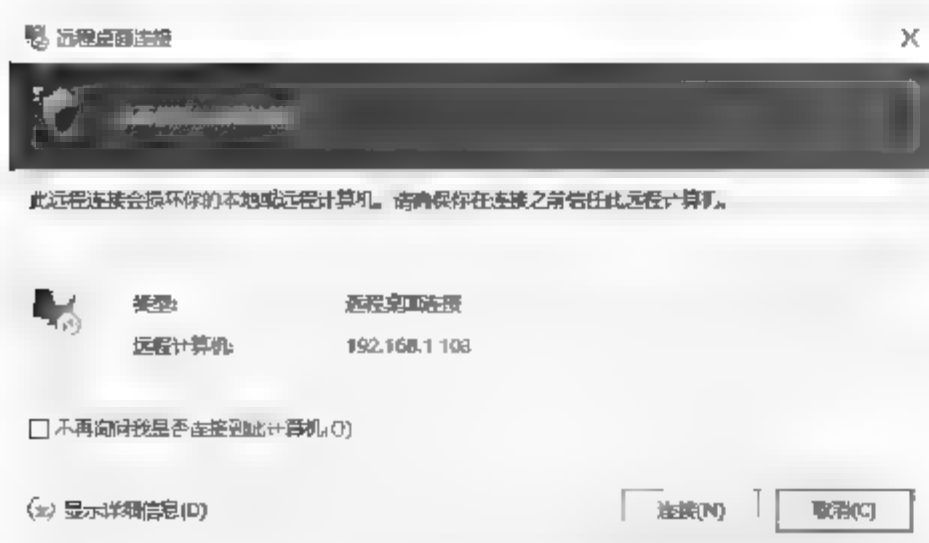 远程桌面连接
此远程连接会损坏你的本地或远程计算机。请确保你在连接之前信任此远程计算机。
类型: 远程桌面连接
远程计算机: 192.168.1
不再询问我是否连接到此计算机(O)
显示详细信息(D)
连接(N) 取消(C)